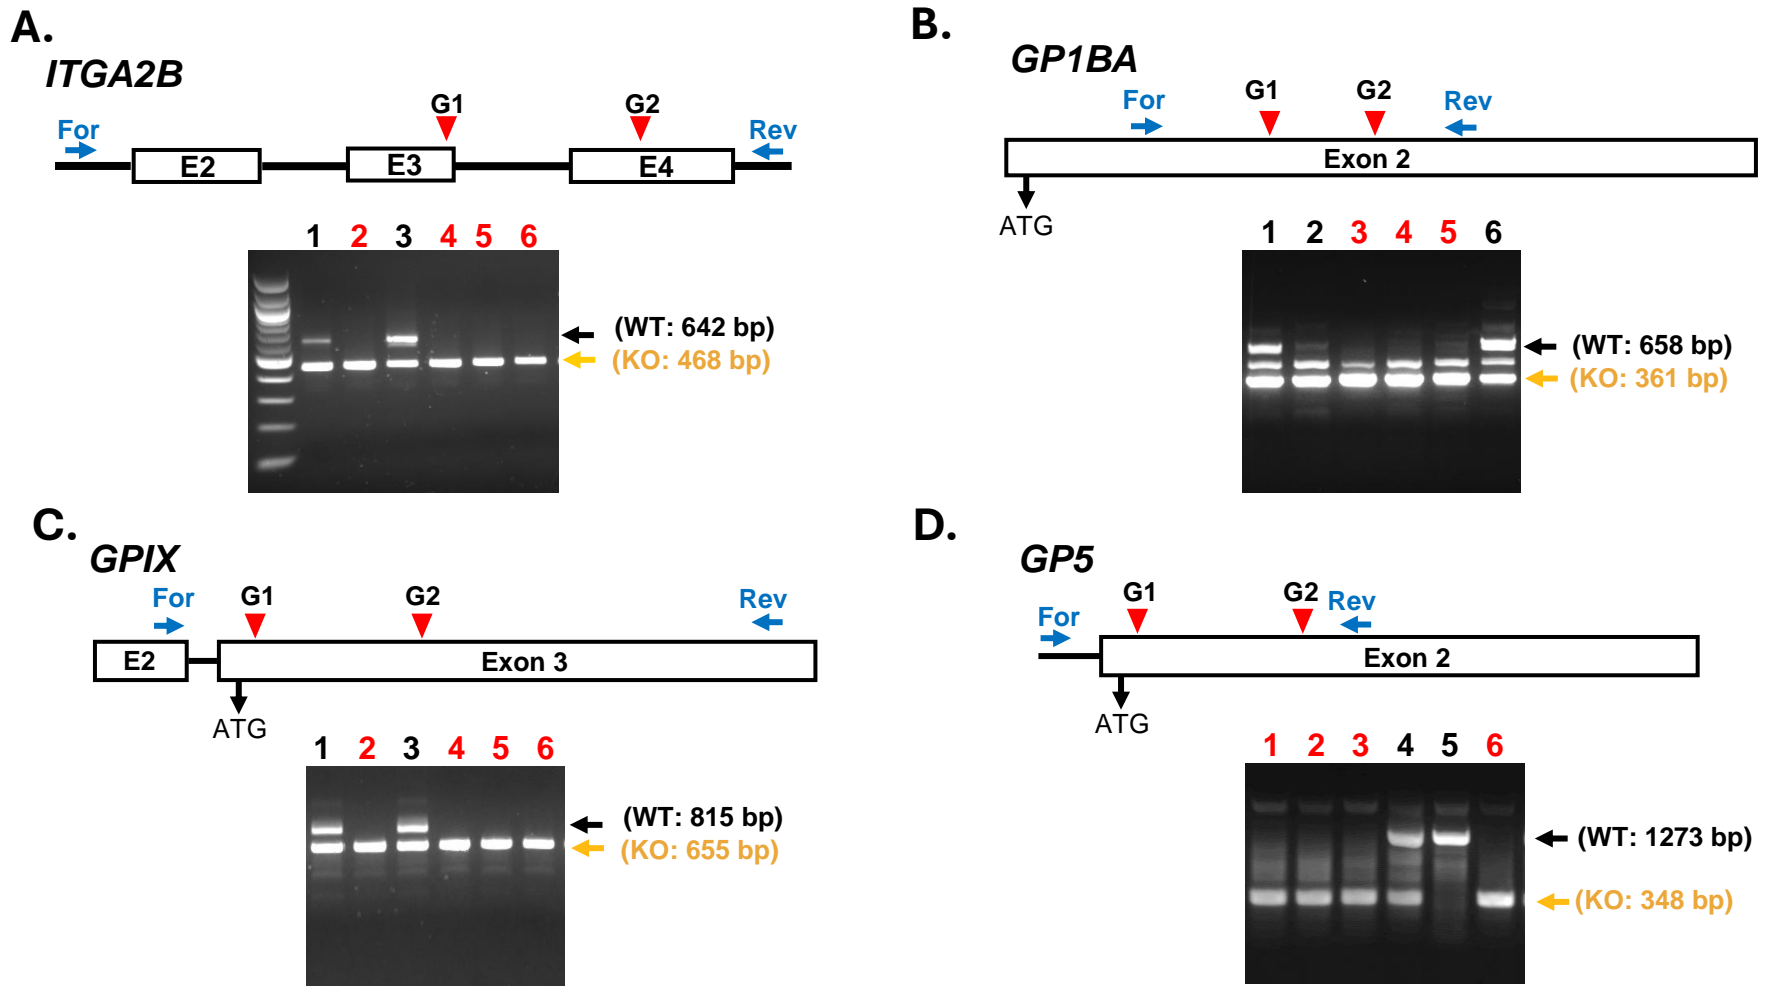 A.
ITGA2B
For
G1
G2
Rev
E2
E3
E4
1 2 3 4 5 6
(WT: 642 bp)
(KO: 468 bp)
B.
GP1BA
For
G1
G2
Rev
Exon 2
ATG
1 2 3 4 5 6
(WT: 658 bp)
(KO: 361 bp)
C.
GPIX
For
G1
G2
Rev
E2
Exon 3
ATG
1 2 3 4 5 6
(WT: 815 bp)
(KO: 655 bp)
D.
GP5
For
G1
G2
Rev
Exon 2
ATG
1 2 3 4 5 6
(WT: 1273 bp)
(KO: 348 bp)